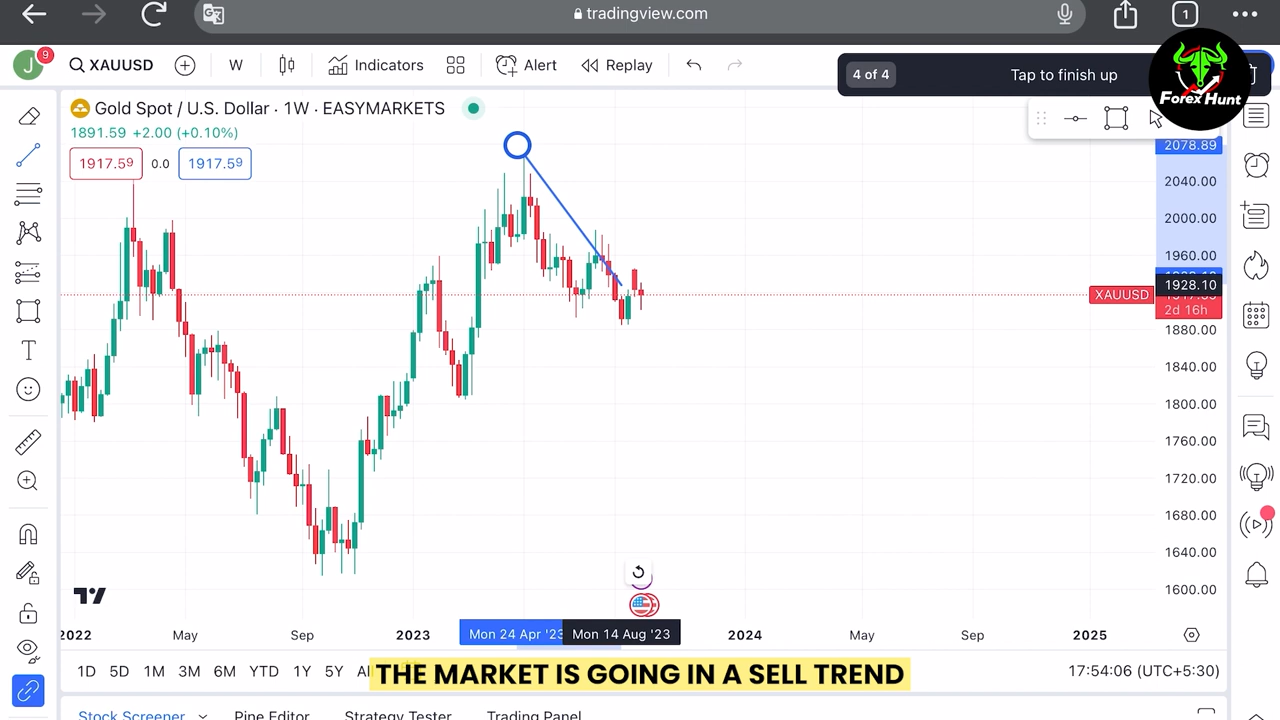 tradingview.com
1
J
9
XAUUSD
W
Indicators
Alert
Replay
4 of 4
Tap to finish up
Forex Hunt
Gold Spot / U.S. Dollar · 1W · EASYMARKETS
1891.59 +2.00 (+0.10%)
1917.59
0.0
1917.59
2078.89
2040.00
2000.00
1960.00
1928.10
XAUUSD
2d 16h
1880.00
1840.00
1800.00
1760.00
1720.00
1680.00
1640.00
1600.00
2022
May
Sep
2023
Mon 24 Apr '23
Mon 14 Aug '23
2024
May
Sep
2025
1D
5D
1M
3M
6M
YTD
1Y
5Y
THE MARKET IS GOING IN A SELL TREND
17:54:06 (UTC+5:30)
Stock Screener
Pine Editor
Strategy Tester
Trading Panel